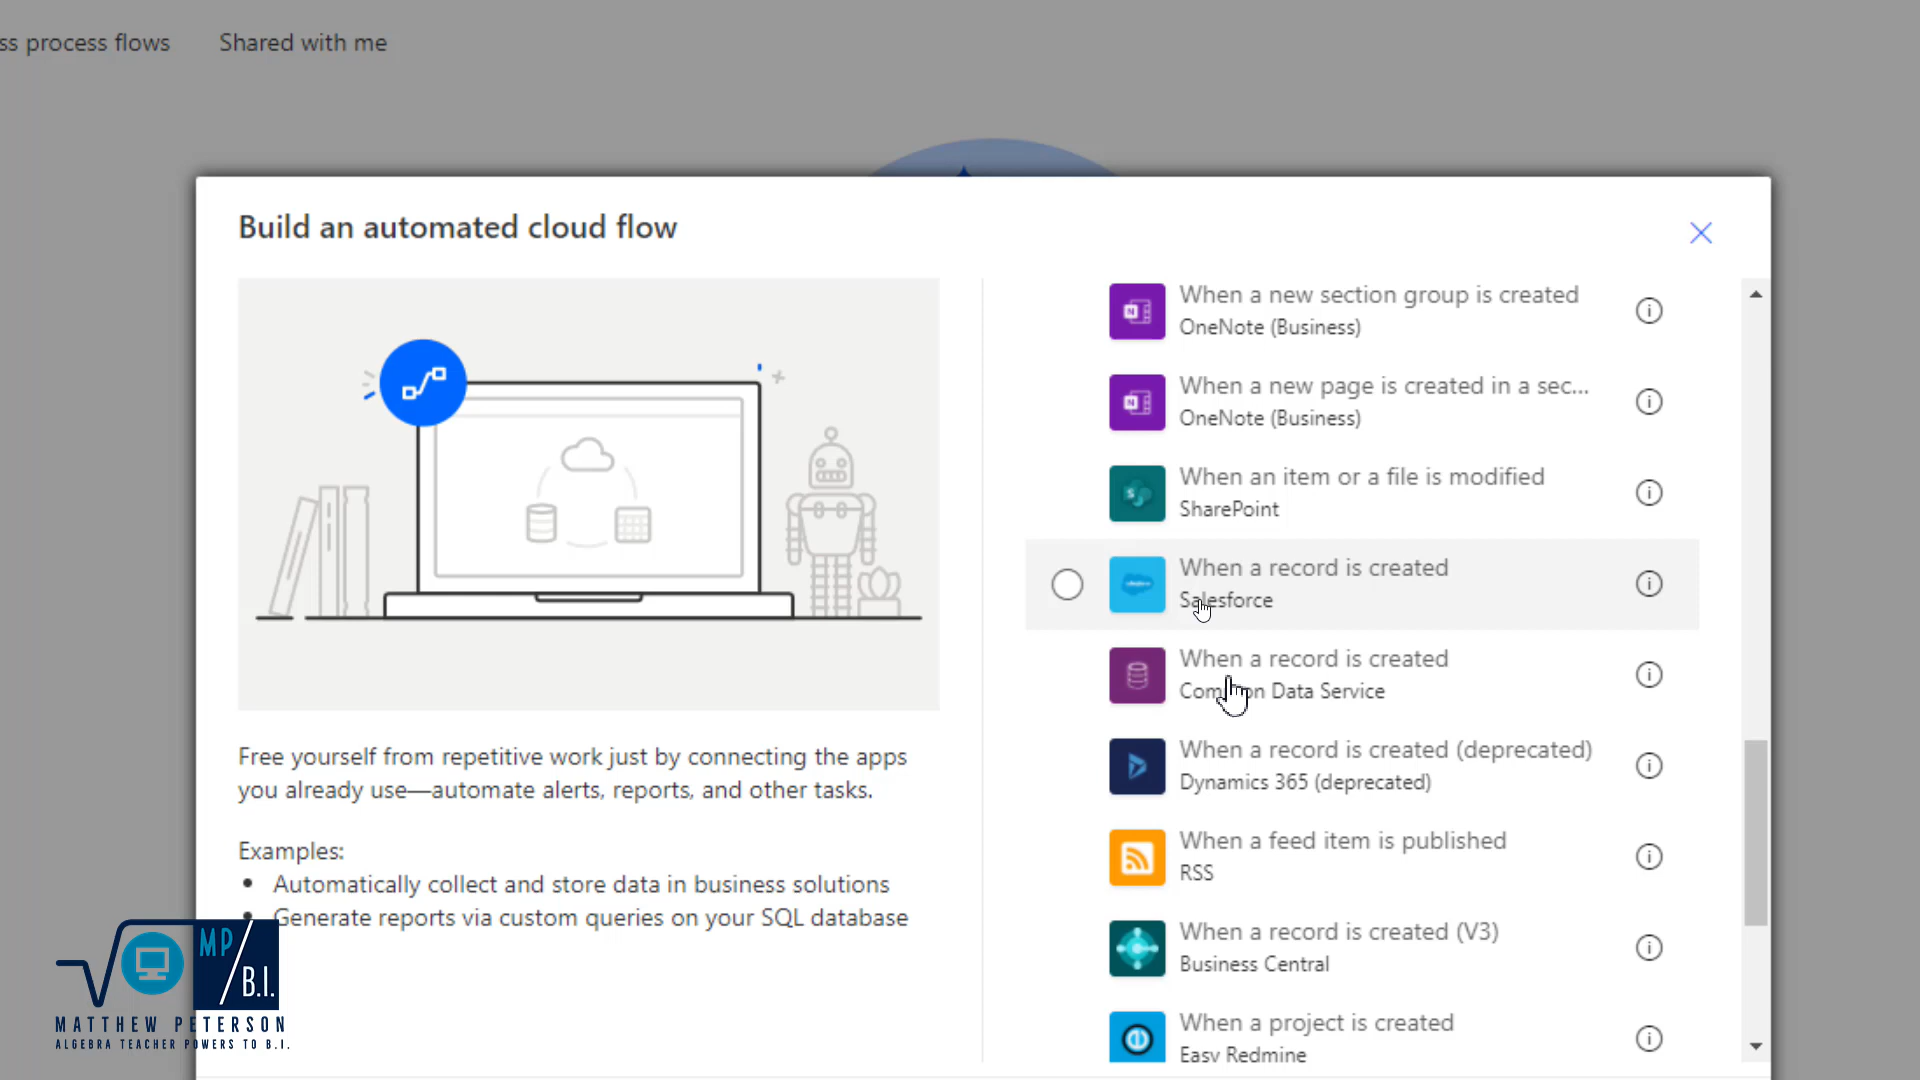 ss process flows
Shared with me
Build an automated cloud flow
When a new section group is created
OneNote (Business)
When a new page is created in a sec...
OneNote (Business)
When an item or a file is modified
SharePoint
When a record is created
Salesforce
When a record is created
Common Data Service
When a record is created (deprecated)
Dynamics 365 (deprecated)
When a feed item is published
RSS
When a record is created (V3)
Business Central
When a project is created
Easy Redmine
Free yourself from repetitive work just by connecting the apps
you already use—automate alerts, reports, and other tasks.
Examples:
• Automatically collect and store data in business solutions
• Generate reports via custom queries on your SQL database
MP
B.I.
MATTHEW PETERSON
ALGEBRA TEACHER POWERS TO B.I.